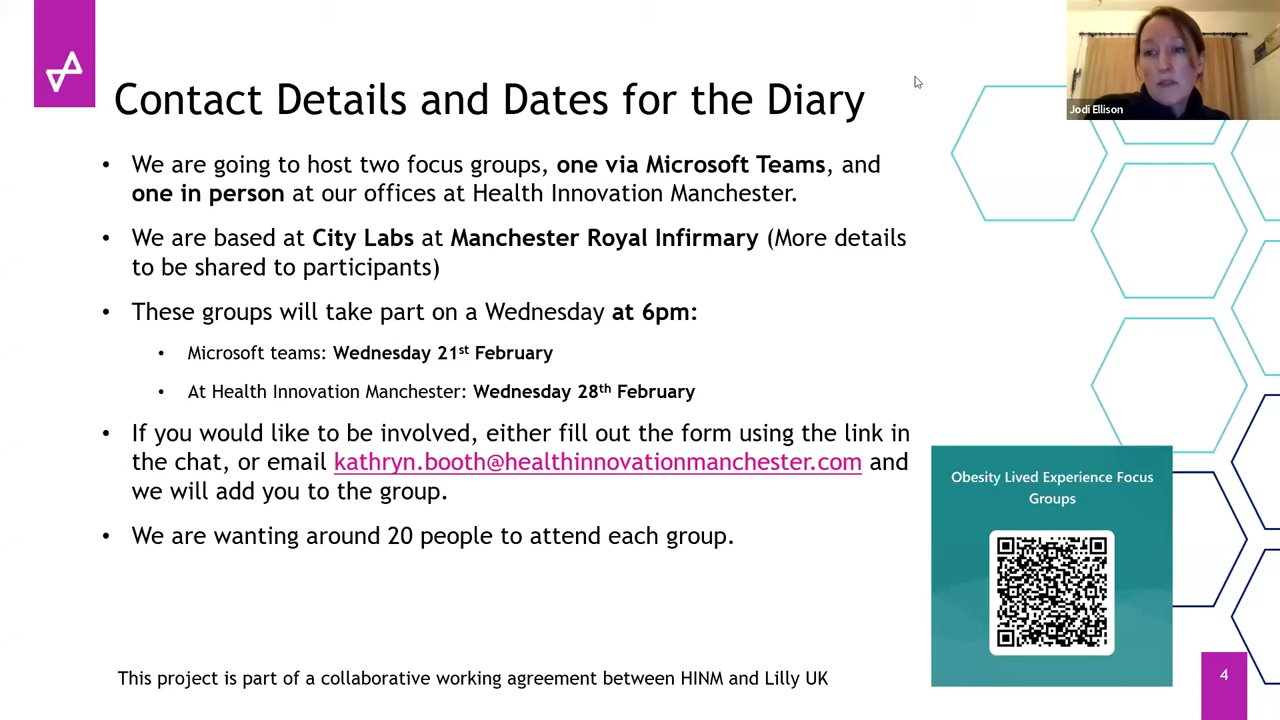 Contact Details and Dates for the Diary
Jodi Ellison
• We are going to host two focus groups, one via Microsoft Teams, and
one in person at our offices at Health Innovation Manchester.
• We are based at City Labs at Manchester Royal Infirmary (More details
to be shared to participants)
• These groups will take part on a Wednesday at 6pm:
• Microsoft teams: Wednesday 21st February
• At Health Innovation Manchester: Wednesday 28th February
• If you would like to be involved, either fill out the form using the link in
the chat, or email kathryn.booth@healthinnovationmanchester.com and
we will add you to the group.
• We are wanting around 20 people to attend each group.
Obesity Lived Experience Focus
Groups
This project is part of a collaborative working agreement between HINM and Lilly UK
4